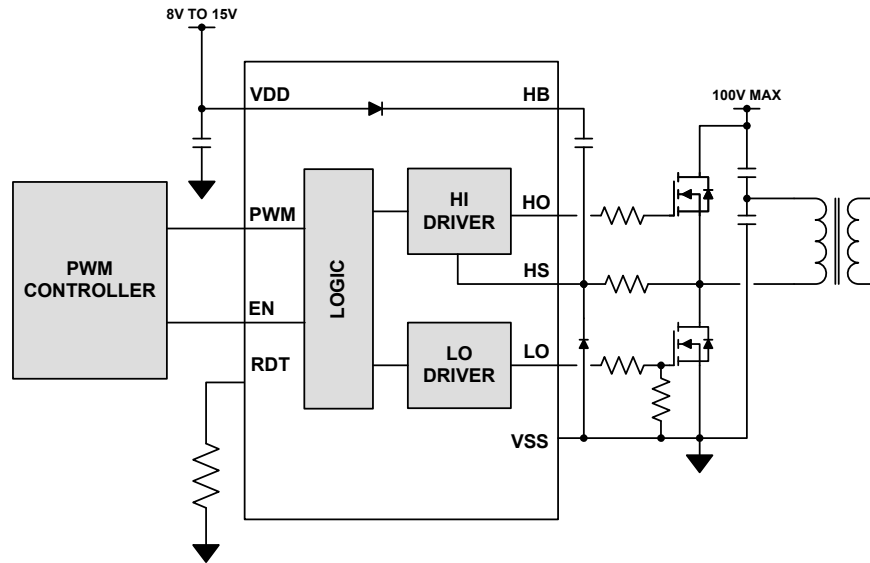 8V TO 15V
VDD
HB
100V MAX
PWM
CONTROLLER
PWM
EN
RDT
LOGIC
HI
DRIVER
HO
HS
LO
DRIVER
LO
VSS